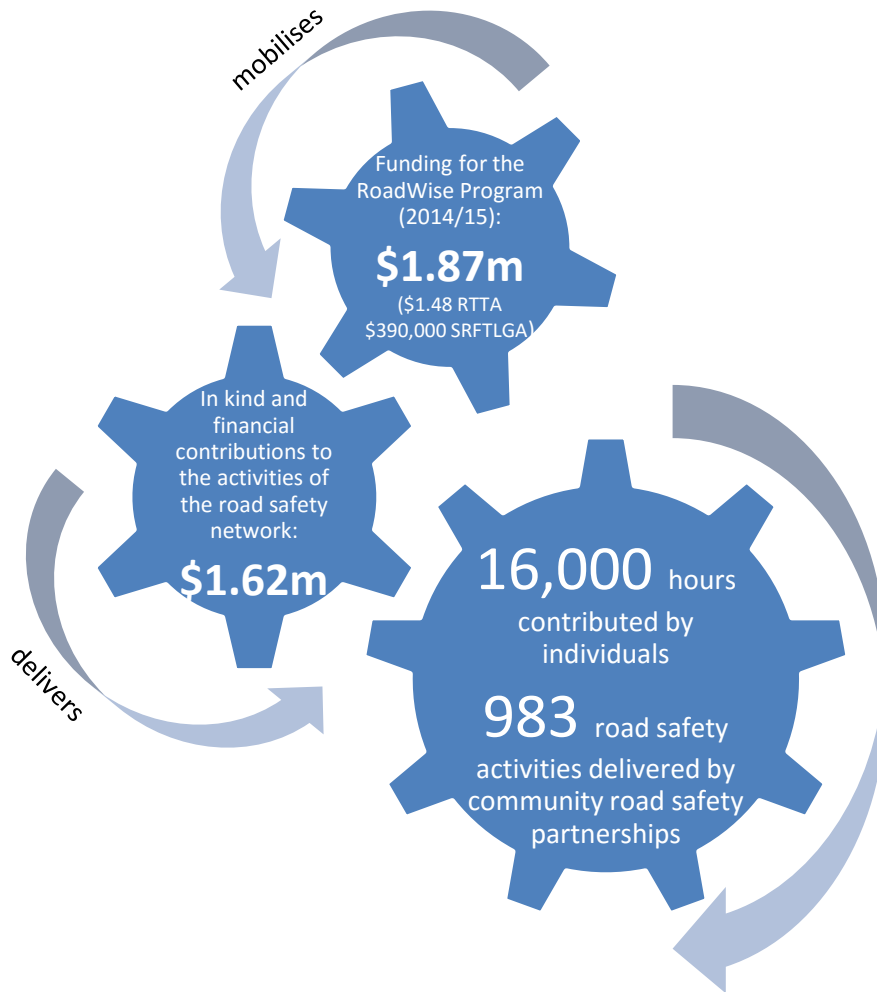 mobilises
Funding for the
RoadWise Program
(2014/15):
$1.87m
($1.48 RTTA
$390,000 SRFTLGA)
In kind and
financial
contributions to
the activities of
the road safety
network:
$1.62m
delivers
16,000 hours
contributed by
individuals
983 road safety
activities delivered by
community road safety
partnerships